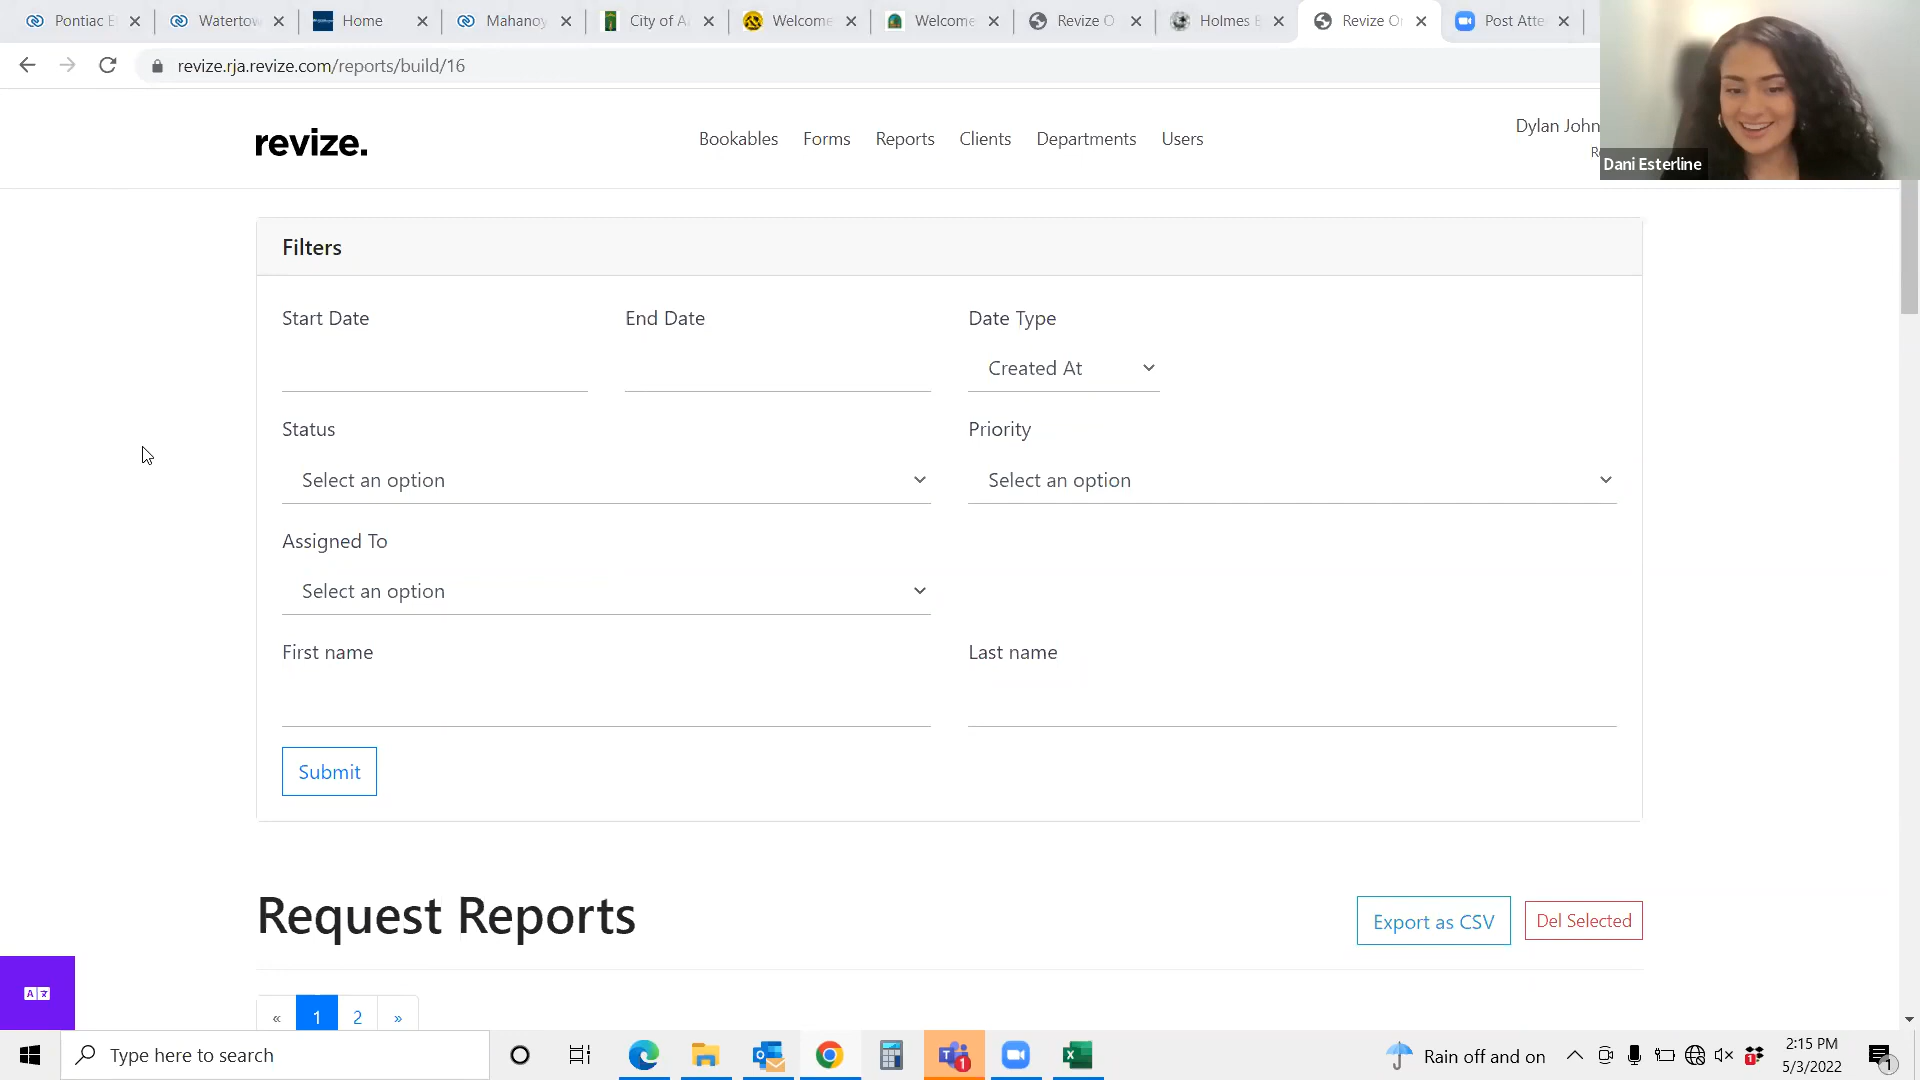 Pontiac E
Waterto
Home
Mahanoy
City of A
Welcome
Welcome
Revize O
Holmes B
Revize O
Post Atte
revize.rja.revize.com/reports/build/16
revize.
Bookables
Forms
Reports
Clients
Departments
Users
Dylan John
Dani Esterline
Filters
Start Date
End Date
Date Type
Created At
Status
Priority
Select an option
Select an option
Assigned To
Select an option
First name
Last name
Submit
Request Reports
Export as CSV
Del Selected
« 1 2 »
Type here to search
Rain off and on
2:15 PM
5/3/2022